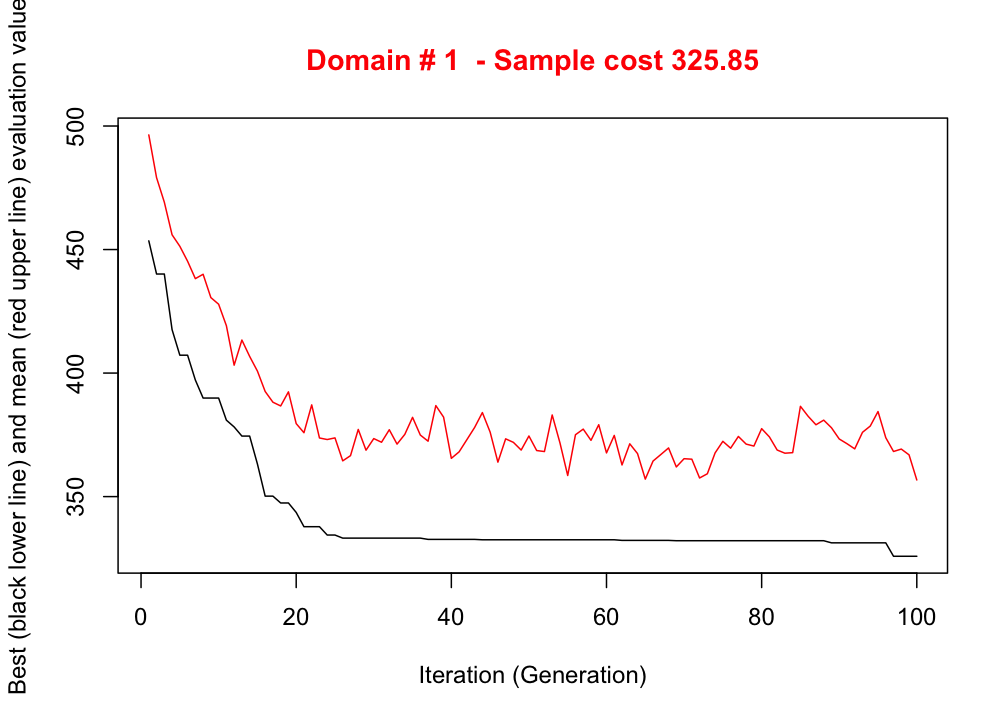 Domain # 1  - Sample cost 325.85
Best (black lower line) and mean (red upper line) evaluation value
500
450
400
350
0 20 40 60 80 100
Iteration (Generation)